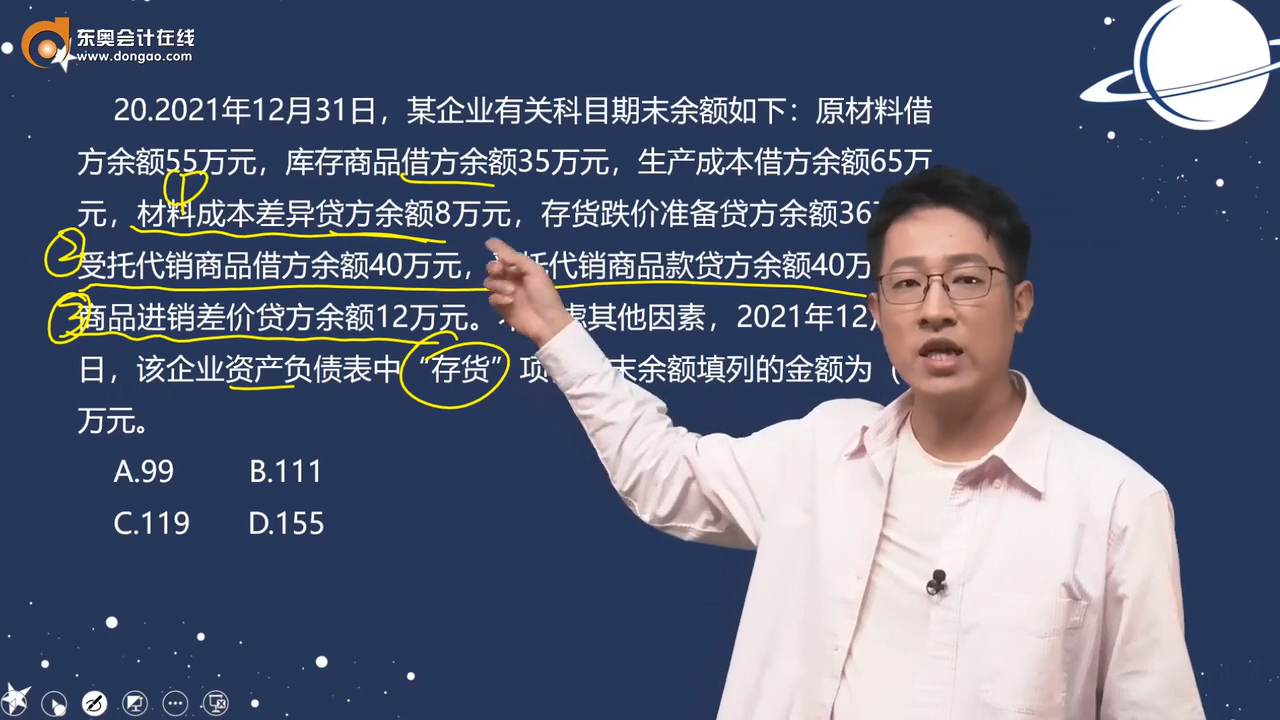 东奥会计在线
www.dongao.com
20.2021年12月31日，某企业有关科目期末余额如下：原材料借
方余额55万元，库存商品借方余额35万元，生产成本借方余额65万
元，材料成本差异贷方余额8万元，存货跌价准备贷方余额36
受托代销商品借方余额40万元，托代销商品款贷方余额40万
商品进销差价贷方余额12万元。不虑其他因素，2021年12
日，该企业资产负债表中“存货”项末余额填列的金额为（
万元。
A.99 B.111
C.119 D.155
①
②
③